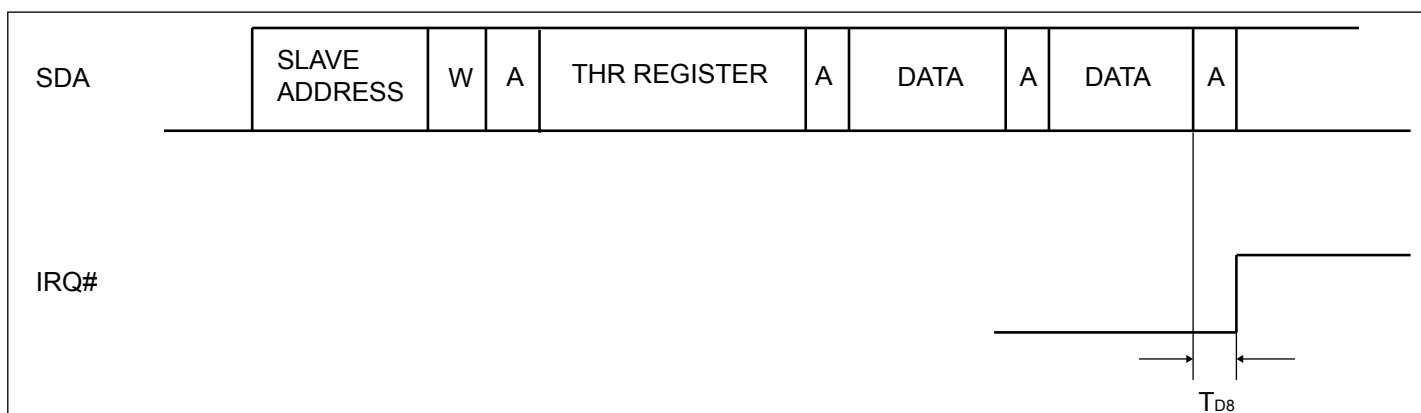 SDA
SLAVE
ADDRESS
W
A
THR REGISTER
A
DATA
A
DATA
A
IRQ#
TD8